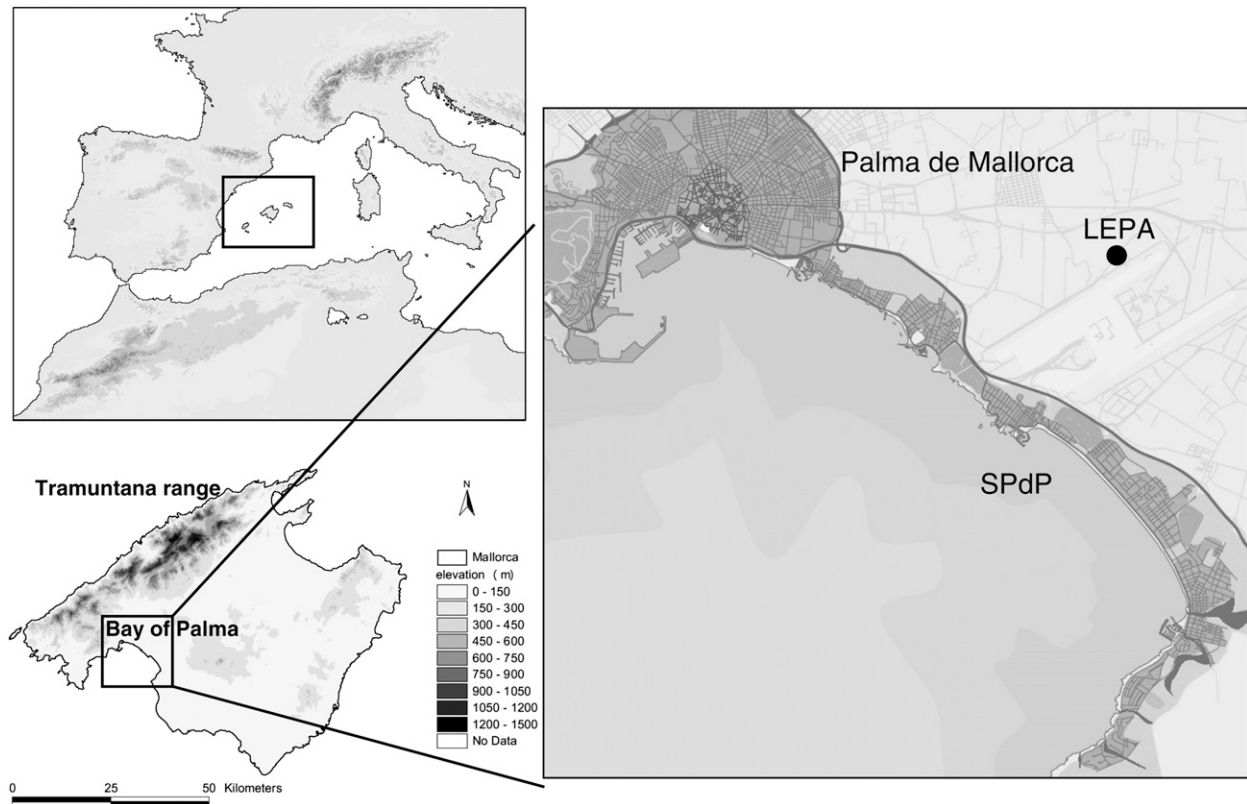 Palma de Mallorca
LEPA
SPdP
Tramuntana range
N
Bay of Palma
Mallorca
elevation ( m)
0 - 150
150 - 300
300 - 450
450 - 600
600 - 750
750 - 900
900 - 1050
1050 - 1200
1200 - 1500
No Data
0 25 50 Kilometers